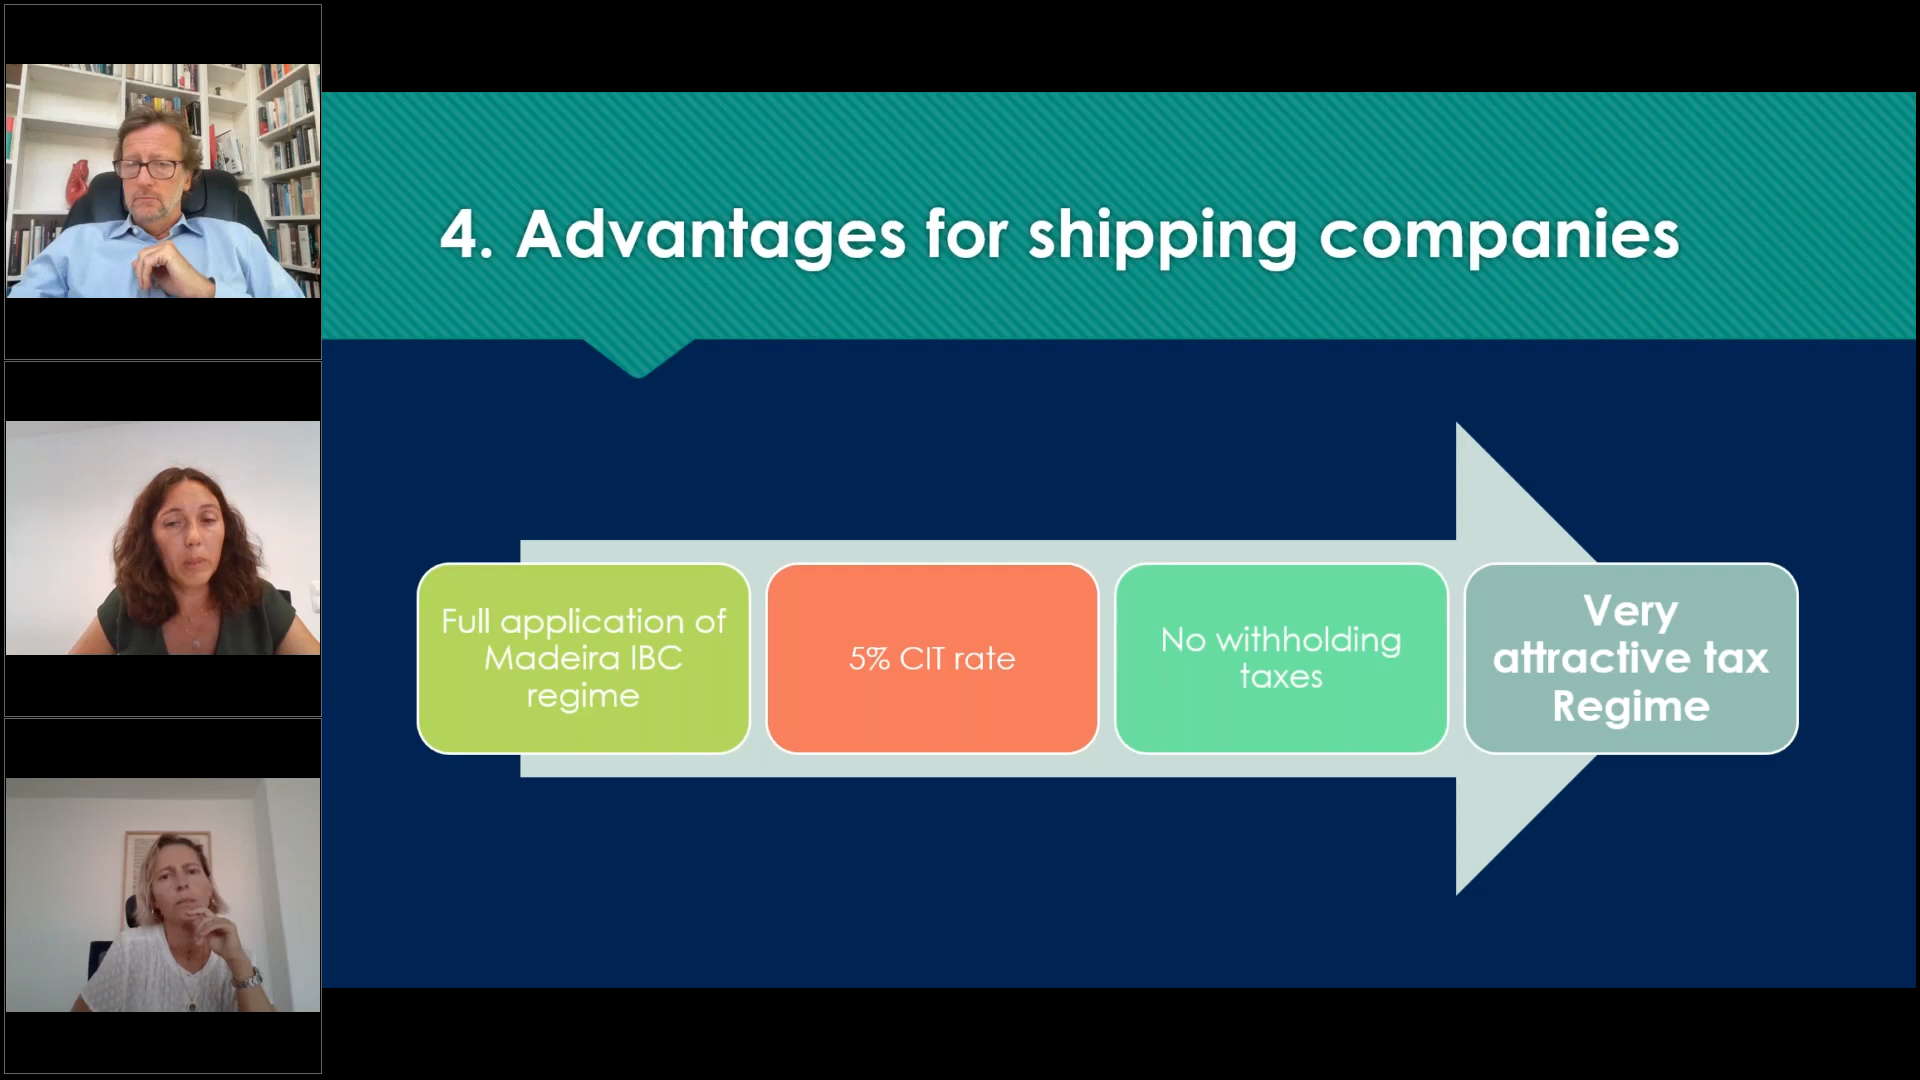 4. Advantages for shipping companies
Full application of
Madeira IBC
regime
5% CIT rate
No withholding
taxes
Very
attractive tax
Regime